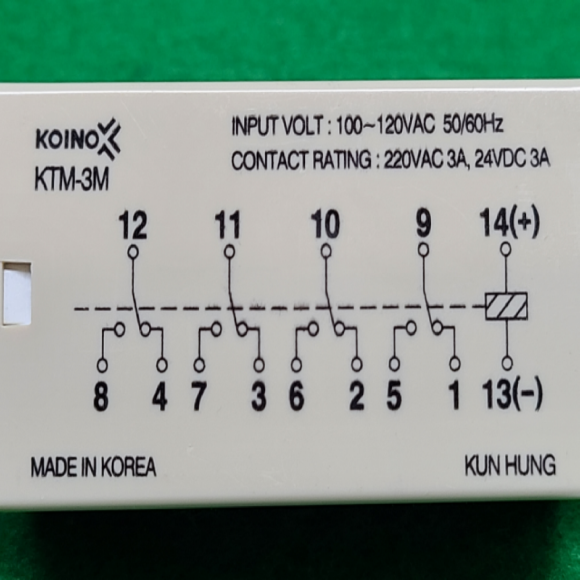 KOINO
KTM-3M
INPUT VOLT : 100~120VAC 50/60Hz
CONTACT RATING : 220VAC 3A, 24VDC 3A
12 11 10 9 14(+)
8 4 7 3 6 2 5 1 13(-)
MADE IN KOREA
KUN HUNG